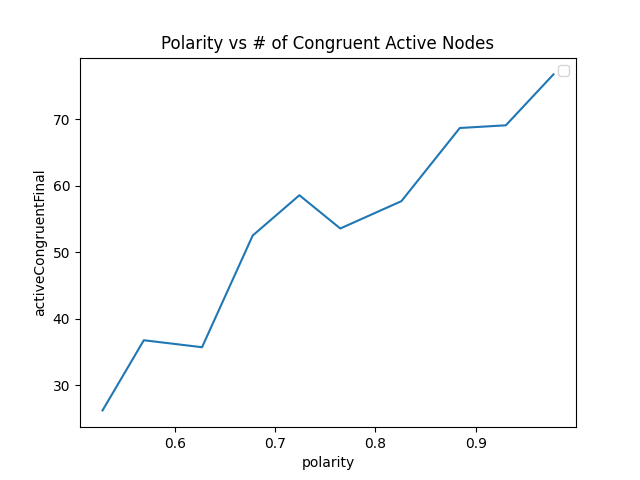 Polarity vs # of Congruent Active Nodes
70
60
50
40
30
activeCongruentFinal
0.6 0.7 0.8 0.9
polarity